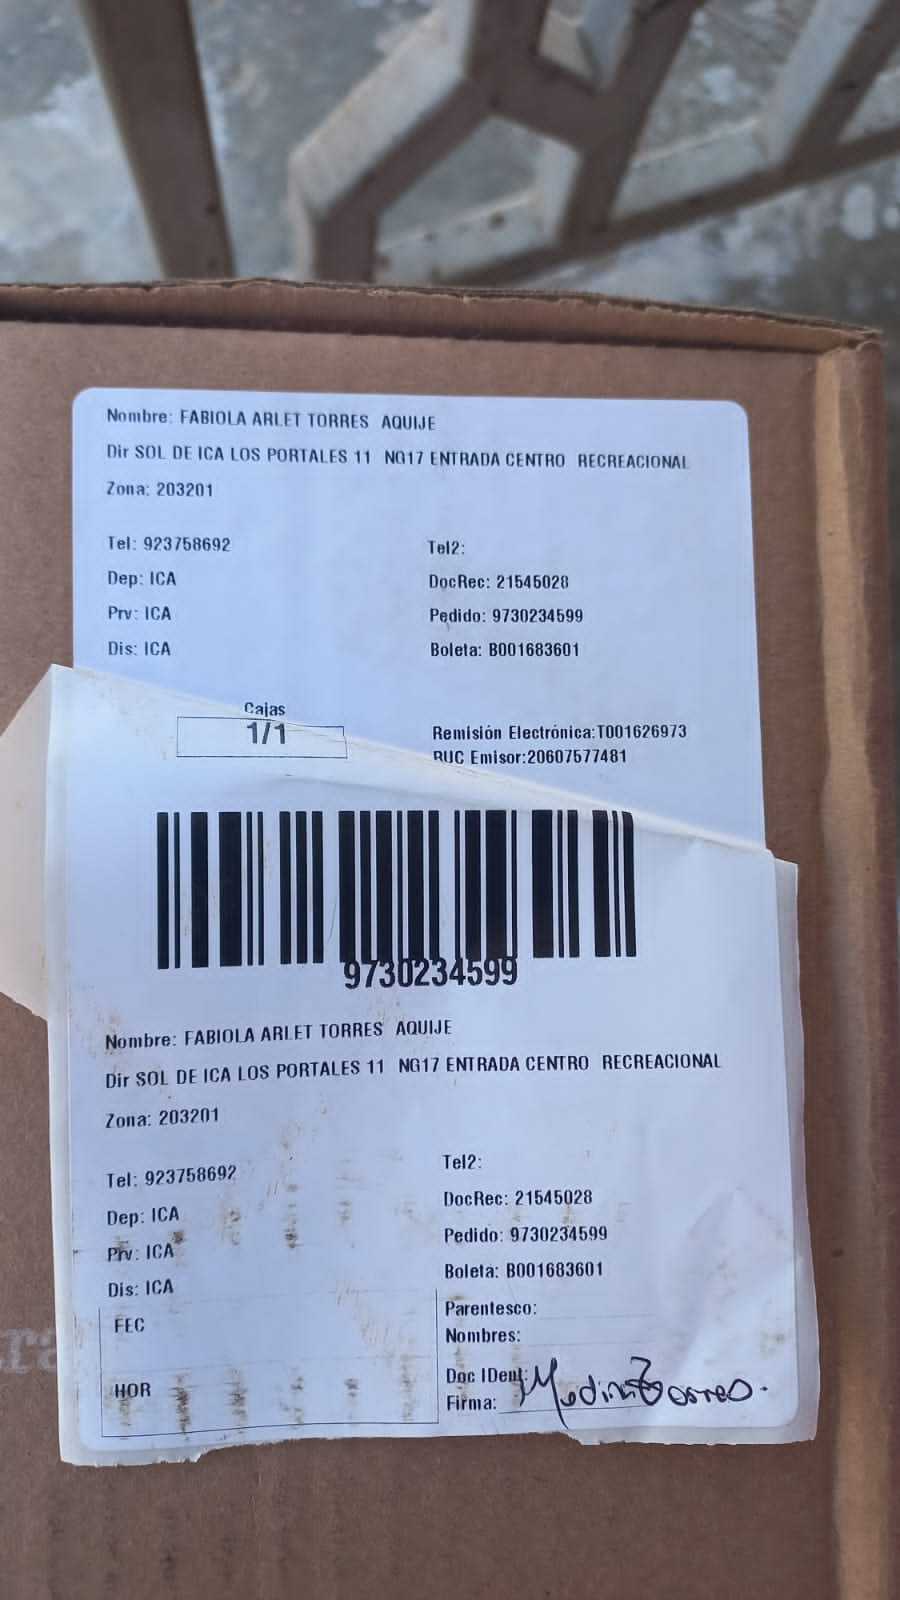 Nombre: FABIOLA ARLET TORRES AQUIJE
Dir SOL DE ICA LOS PORTALES 11 NG17 ENTRADA CENTRO RECREACIONAL
Zona: 203201
Tel: 923758692 Tel2:
Dep: ICA DocRec: 21545028
Prv: ICA Pedido: 9730234599
Dis: ICA Boleta: B001683601
Cajas
1/1
Remisión Electrónica:T001626973
RUC Emisor:20607577481
9730234599
Nombre: FABIOLA ARLET TORRES AQUIJE
Dir SOL DE ICA LOS PORTALES 11 NG17 ENTRADA CENTRO RECREACIONAL
Zona: 203201
Tel: 923758692 Tel2:
Dep: ICA DocRec: 21545028
Prv: ICA Pedido: 9730234599
Dis: ICA Boleta: B001683601
FEC Parentesco:
Nombres:
HOR Doc IDent:
Firma: Torres.